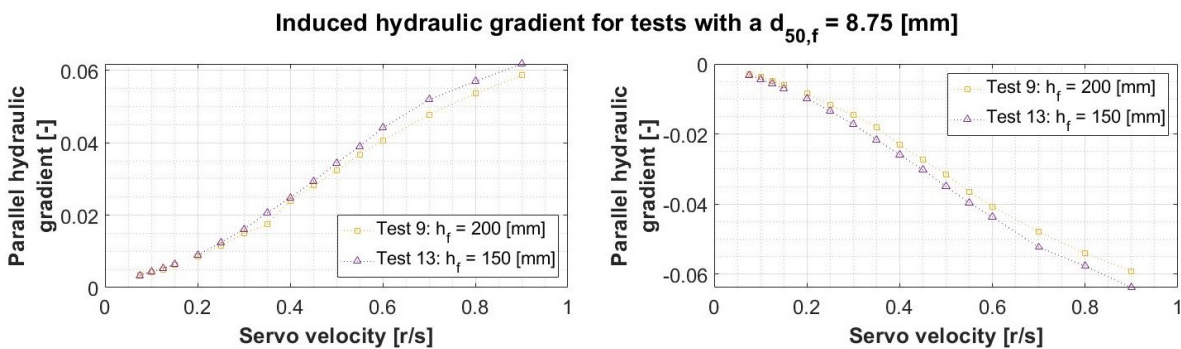 Induced hydraulic gradient for tests with a d50,f = 8.75 [mm]
Parallel hydraulic
gradient [-]
0.06
0.04
0.02
0
Test 9: hf = 200 [mm]
Test 13: hf = 150 [mm]
0 0.2 0.4 0.6 0.8 1
Servo velocity [r/s]
Parallel hydraulic
gradient [-]
0
-0.02
-0.04
-0.06
Test 9: hf = 200 [mm]
Test 13: hf = 150 [mm]
0 0.2 0.4 0.6 0.8 1
Servo velocity [r/s]